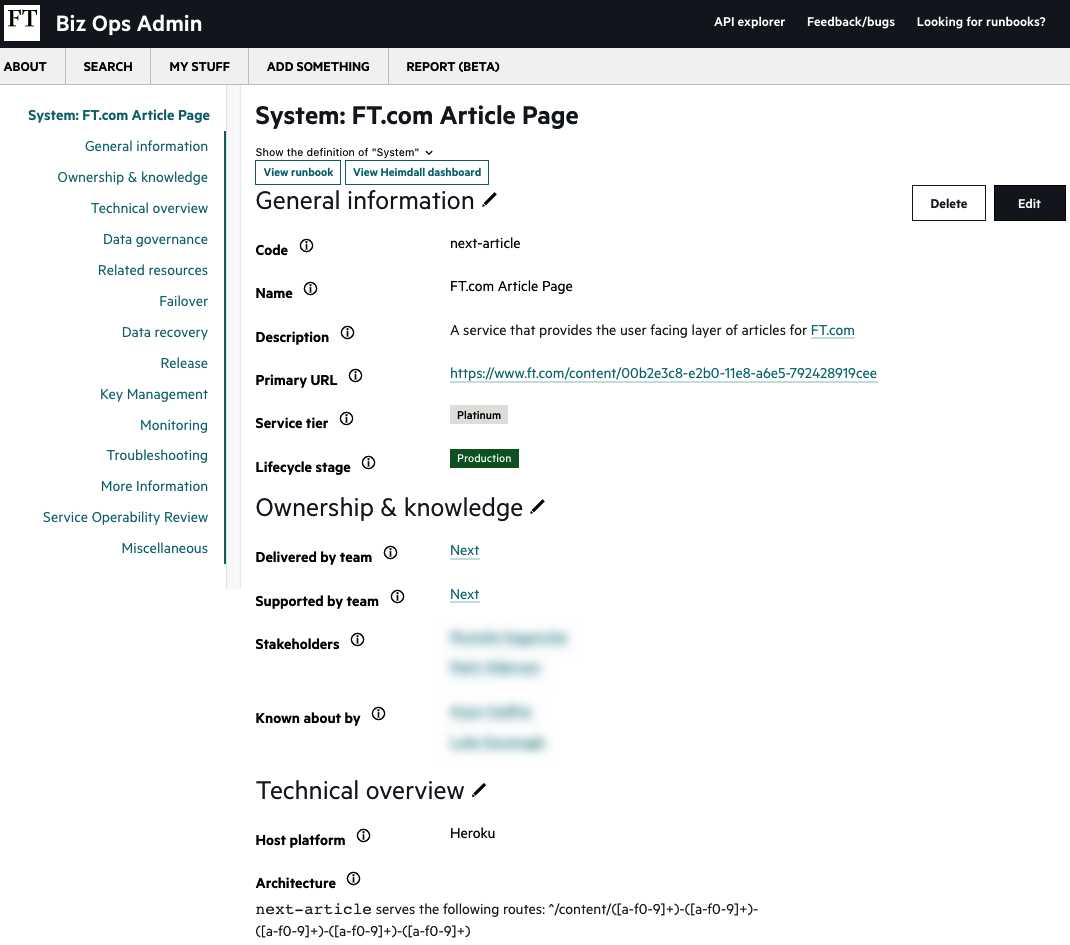 FT Biz Ops Admin API explorer Feedback/bugs Looking for runbooks?
ABOUT SEARCH MY STUFF ADD SOMETHING REPORT (BETA)
System: FT.com Article Page
General information
Ownership & knowledge
Technical overview
Data governance
Related resources
Failover
Data recovery
Release
Key Management
Monitoring
Troubleshooting
More Information
Service Operability Review
Miscellaneous
System: FT.com Article Page
Show the definition of "System"
View runbook View Heimdall dashboard
General information
Delete Edit
Code next-article
Name FT.com Article Page
Description A service that provides the user facing layer of articles for FT.com
Primary URL https://www.ft.com/content/00b2e3c8-e2b0-11e8-a6e5-792428919cee
Service tier Platinum
Lifecycle stage Production
Ownership & knowledge
Delivered by team Next
Supported by team Next
Stakeholders
Known about by
Technical overview
Host platform Heroku
Architecture
next-article serves the following routes: ^/content/([a-f0-9]+)-([a-f0-9]+)-
([a-f0-9]+)-([a-f0-9]+)-([a-f0-9]+)